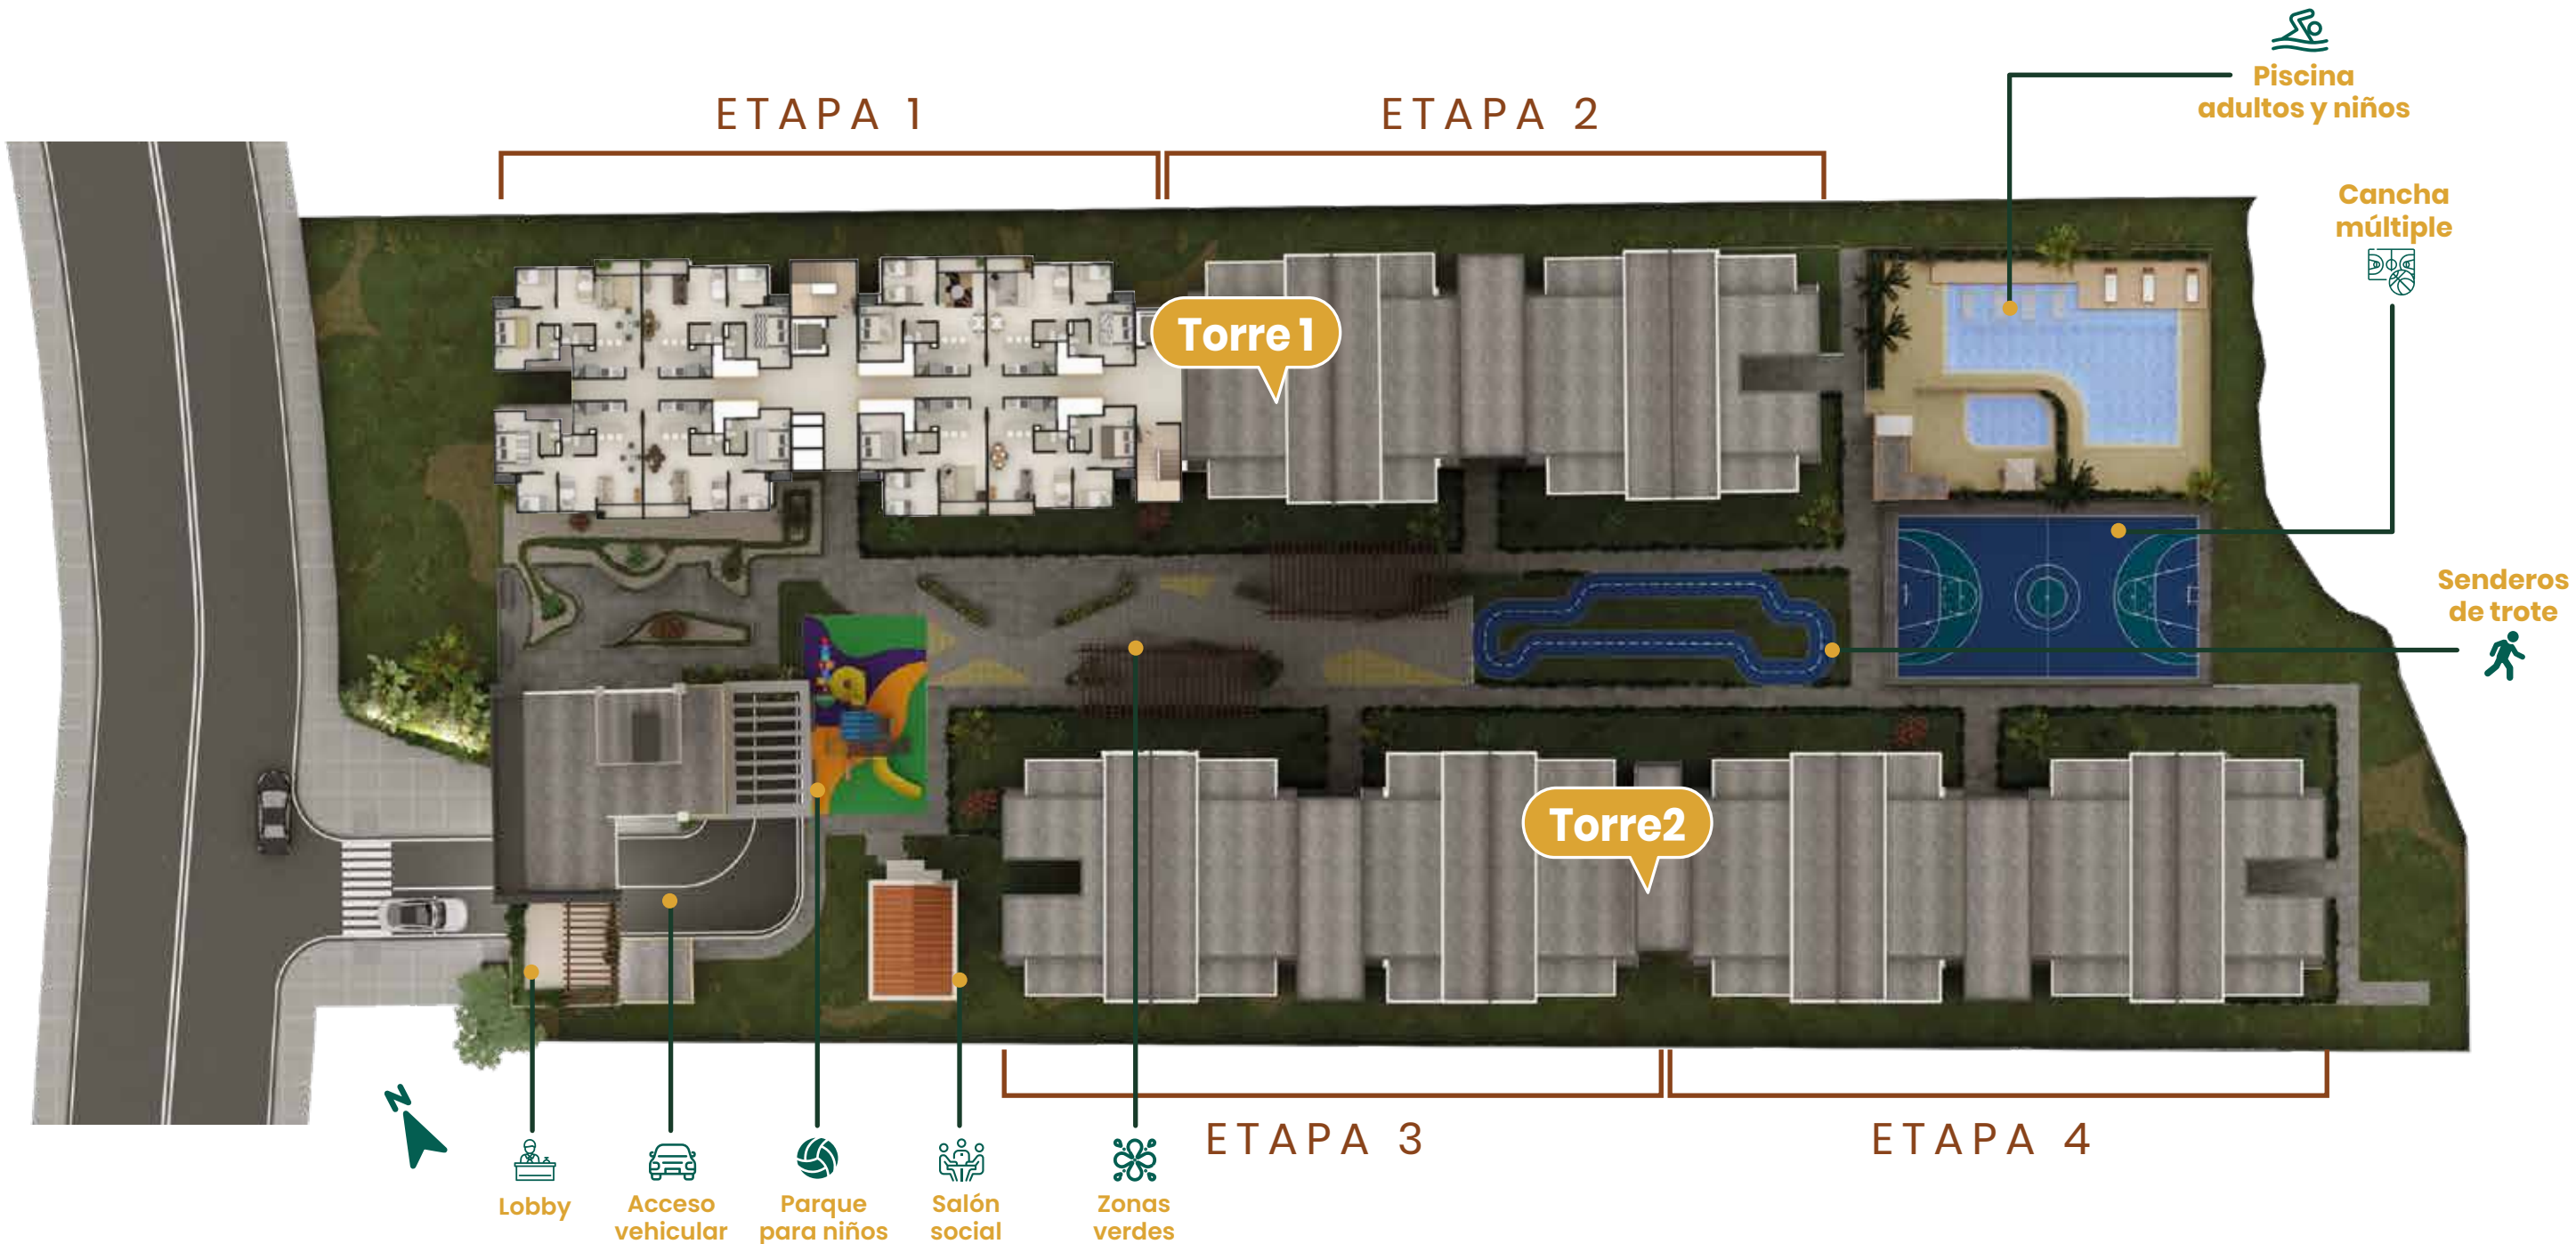 Piscina
adultos y niños
ETAPA 1
ETAPA 2
Cancha
múltiple
Torre 1
Senderos
de trote
Torre2
N
ETAPA 3
ETAPA 4
Lobby
Acceso
vehicular
Parque
para niños
Salón
social
Zonas
verdes